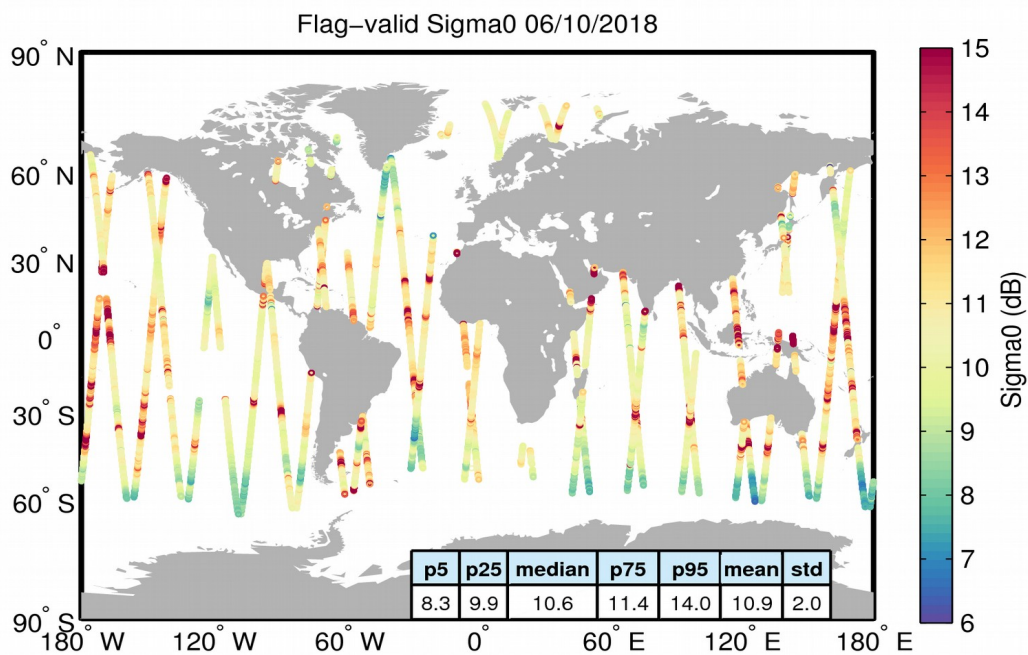 Flag−valid Sigma0 06/10/2018
90° N
60° N
30° N
0°
30° S
60° S
90° S
180° W
120° W
60° W
0°
60° E
120° E
180° E
p5 p25 median p75 p95 mean std
8.3 9.9 10.6 11.4 14.0 10.9 2.0
15
14
13
12
11
10
9
8
7
6
Sigma0 (dB)